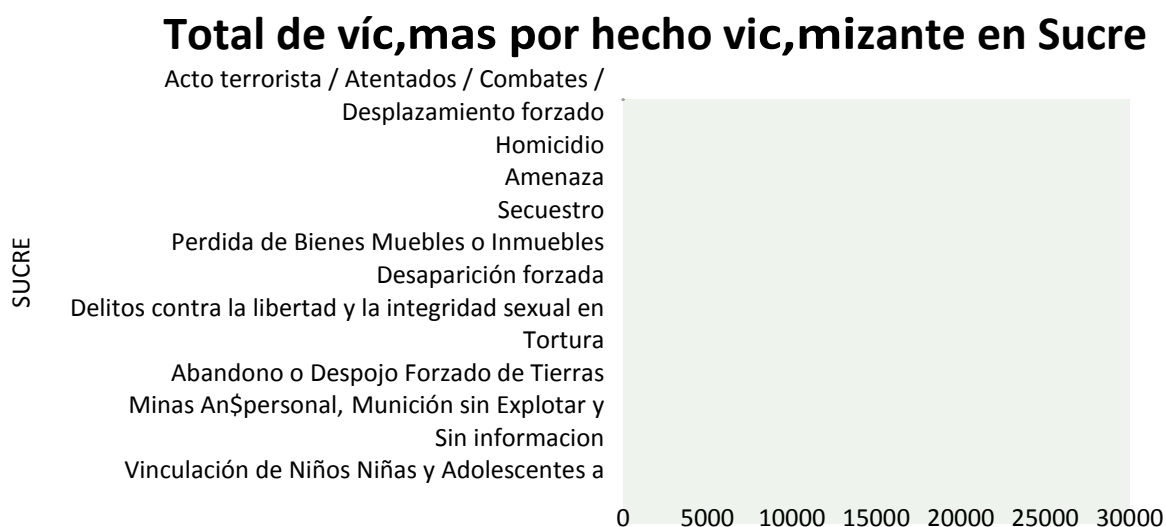 Total de víc,mas por hecho vic,mizante en Sucre
Acto terrorista / Atentados / Combates /
Desplazamiento forzado
Homicidio
Amenaza
Secuestro
Perdida de Bienes Muebles o Inmuebles
Desaparición forzada
Delitos contra la libertad y la integridad sexual en
Tortura
Abandono o Despojo Forzado de Tierras
Minas An$personal, Munición sin Explotar y
Sin informacion
Vinculación de Niños Niñas y Adolescentes a
SUCRE
0 5000 10000 15000 20000 25000 30000